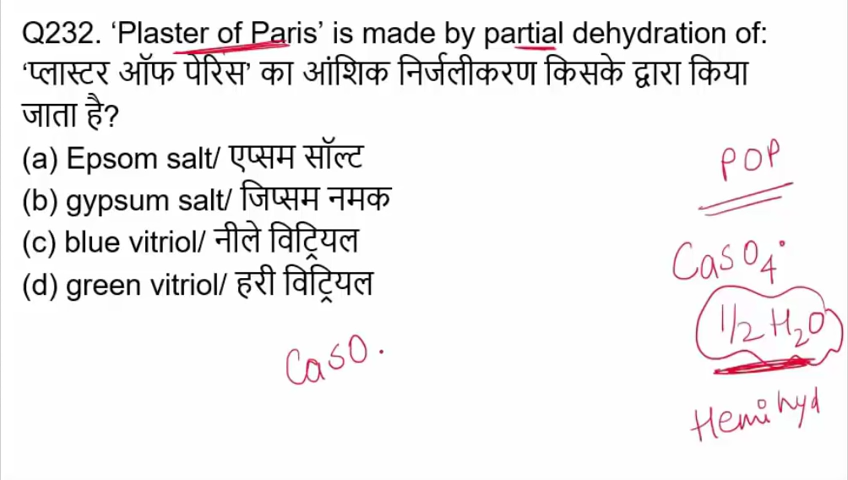 Q232. ‘Plaster of Paris’ is made by partial dehydration of:
‘प्लास्टर ऑफ पेरिस’ का आंशिक निर्जलीकरण किसके द्वारा किया
जाता है?
(a) Epsom salt/ एप्सम सॉल्ट
(b) gypsum salt/ जिप्सम नमक
(c) blue vitriol/ नीले विट्रियल
(d) green vitriol/ हरी विट्रियल
POP
CaSO4·
1/2 H2O
Hemihyd
CaSO.